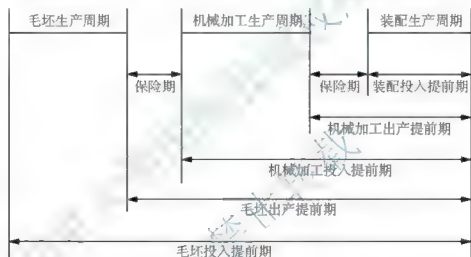 毛坯生产周期 机械加工生产周期 装配生产周期
保险期 保险期 装配投入提前期
机械加工出产提前期
机械加工投入提前期
毛坯出产提前期
毛坯投入提前期